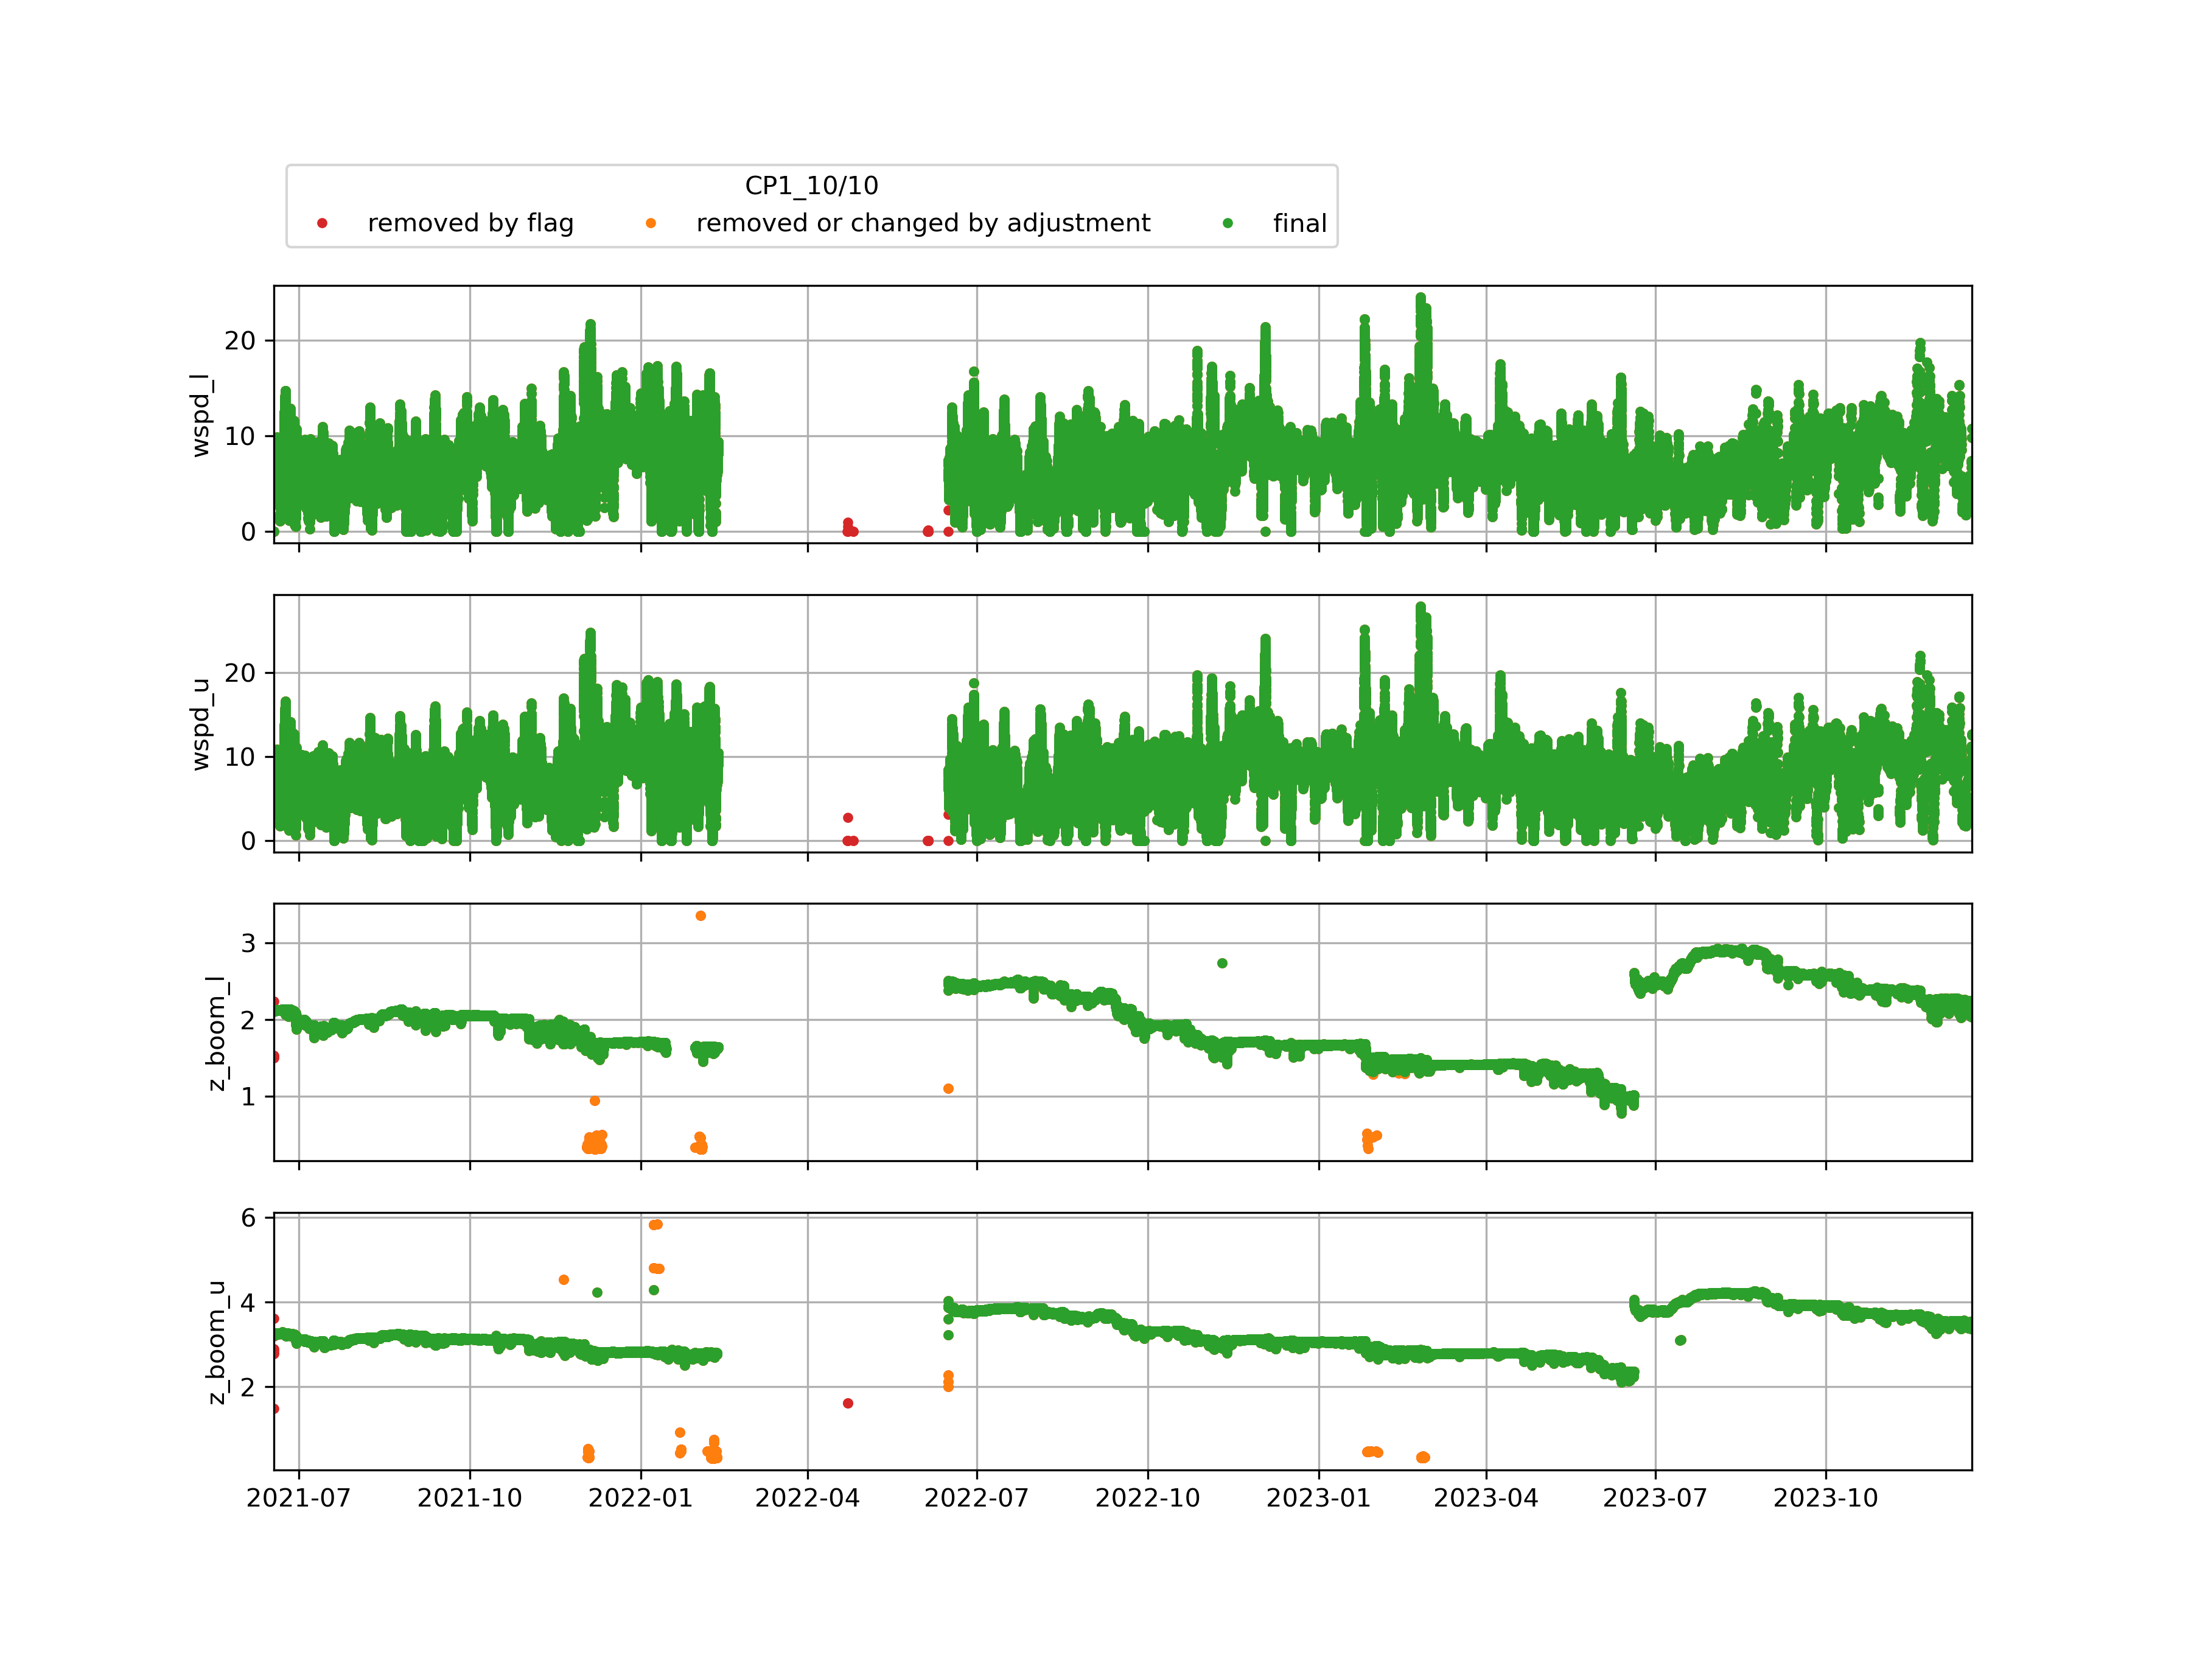 CP1_10/10
removed by flag removed or changed by adjustment final
wspd_l
20
10
0
wspd_u
20
10
0
z_boom_l
3
2
1
z_boom_u
6
4
2
2021-07 2021-10 2022-01 2022-04 2022-07 2022-10 2023-01 2023-04 2023-07 2023-10